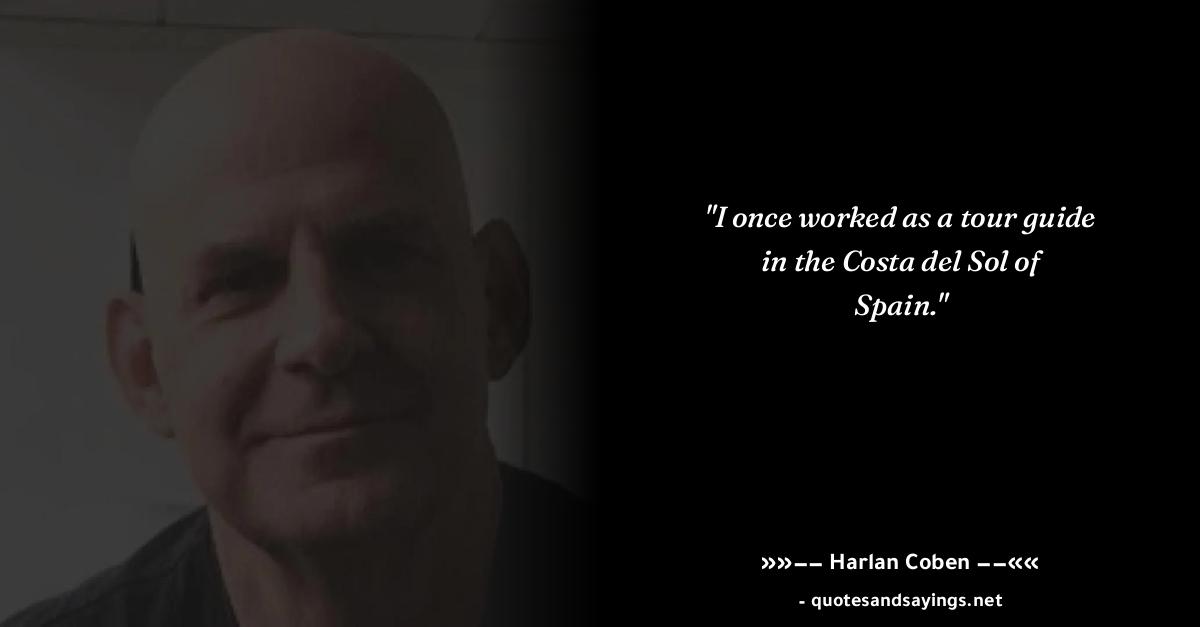 "I once worked as a tour guide
in the Costa del Sol of
Spain."
»»−− Harlan Coben −−««
- quotesandsayings.net